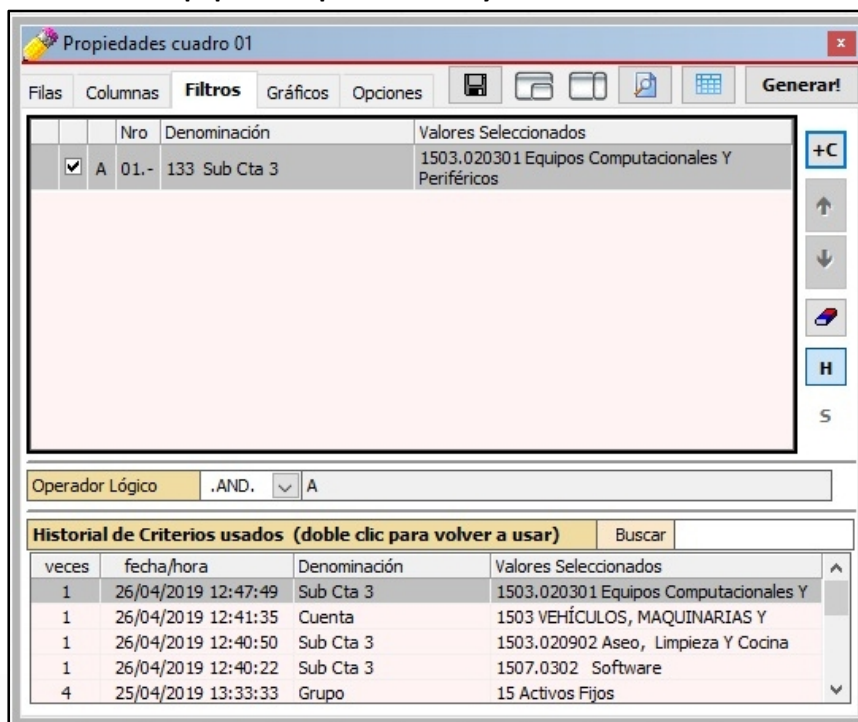 Propiedades cuadro 01
x
Filas Columnas Filtros Gráficos Opciones Generar!
Nro Denominación Valores Seleccionados
A 01.- 133 Sub Cta 3 1503.020301 Equipos Computacionales Y
Periféricos
+C
H
S
Operador Lógico .AND. A
Historial de Criterios usados (doble clic para volver a usar) Buscar
veces fecha/hora Denominación Valores Seleccionados
1 26/04/2019 12:47:49 Sub Cta 3 1503.020301 Equipos Computacionales Y
1 26/04/2019 12:41:35 Cuenta 1503 VEHÍCULOS, MAQUINARIAS Y
1 26/04/2019 12:40:50 Sub Cta 3 1503.020902 Aseo, Limpieza Y Cocina
1 26/04/2019 12:40:22 Sub Cta 3 1507.0302 Software
4 25/04/2019 13:33:33 Grupo 15 Activos Fijos